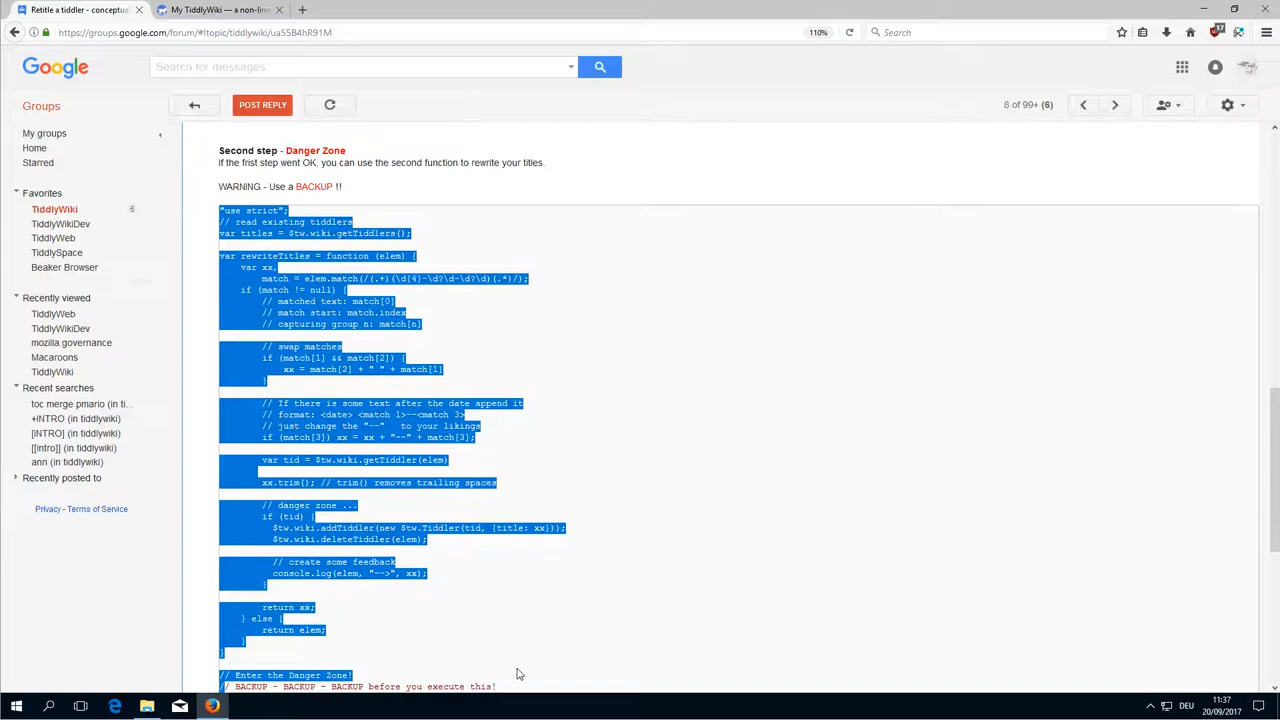 Retitle a tiddler - conceptual
My TiddlyWiki — a non-lin
https://groups.google.com/forum/#!topic/tiddlywiki/ua55B4hR91M
110%
Search
17
Google
Search for messages
Groups
POST REPLY
8 of 99+ (6)
My groups
Home
Starred
Favorites
TiddlyWiki
6
TiddlyWikiDev
TiddlyWeb
TiddlySpace
Beaker Browser
Recently viewed
TiddlyWeb
TiddlyWikiDev
mozilla.governance
Macaroons
TiddlyWiki
Recent searches
toc merge pmario (in ti...
+INTRO (in tiddlywiki)
[INTRO] (in tiddlywiki)
[[intro]] (in tiddlywiki)
ann (in tiddlywiki)
Recently posted to
Privacy - Terms of Service
Second step - Danger Zone
If the frist step went OK, you can use the second function to rewrite your titles.
WARNING - Use a BACKUP !!
"use strict";
// read existing tiddlers
var titles = $tw.wiki.getTiddlers();
var rewriteTitles = function (elem) {
var xx,
match = elem.match(/(.+)(\d{4}-\d?\d-\d?\d)(.*)/);
if (match != null) {
// matched text: match[0]
// match start: match.index
// capturing group n: match[n]
// swap matches
if (match[1] && match[2]) {
xx = match[2] + " " + match[1]
}
// If there is some text after the date append it
// format: <date> <match 1>--<match 3>
// just change the "--" to your likings
if (match[3]) xx = xx + "--" + match[3];
var tid = $tw.wiki.getTiddler(elem)
xx.trim(); // trim() removes trailing spaces
// danger zone ...
if (tid) {
$tw.wiki.addTiddler(new $tw.Tiddler(tid, {title: xx}));
$tw.wiki.deleteTiddler(elem);
// create some feedback
console.log(elem, "-->", xx);
}
return xx;
} else {
return elem;
}
}
// Enter the Danger Zone!
// BACKUP - BACKUP - BACKUP before you execute this!
DEU
11:37
20/09/2017